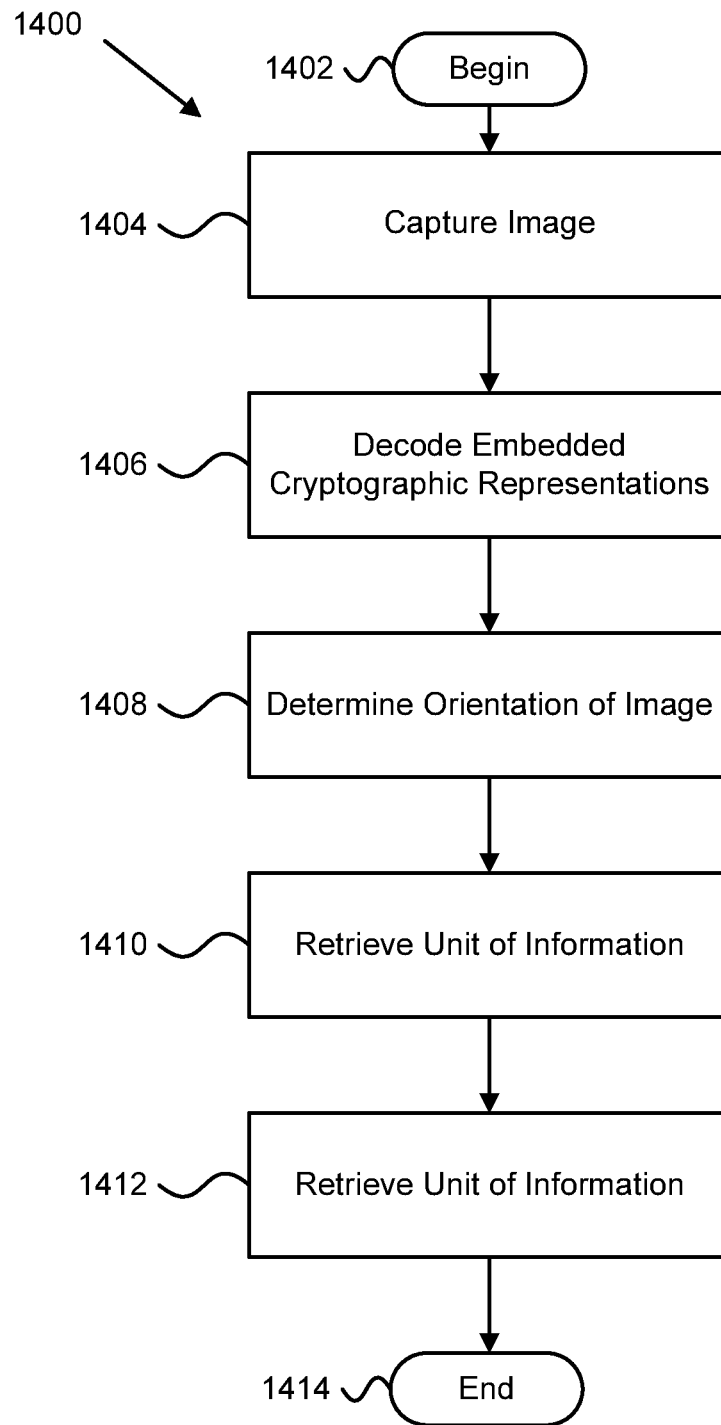 1400
1402
Begin
1404
Capture Image
1406
Decode Embedded
Cryptographic Representations
1408
Determine Orientation of Image
1410
Retrieve Unit of Information
1412
Retrieve Unit of Information
1414
End